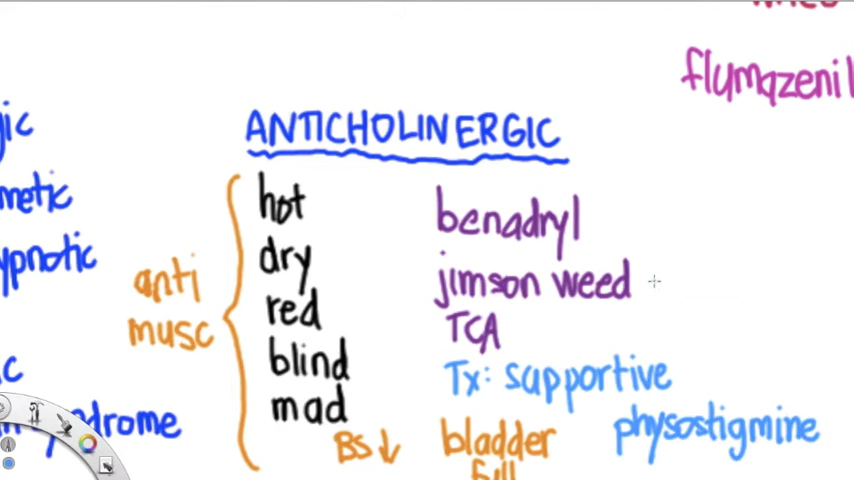 flumazenil
ANTICHOLINERGIC
hot
dry
red
blind
mad
anti
musc
benadryl
jimson weed
TCA
Tx: supportive
physostigmine
BS↓
bladder
full
gic
metic
ypnotic
c
drome